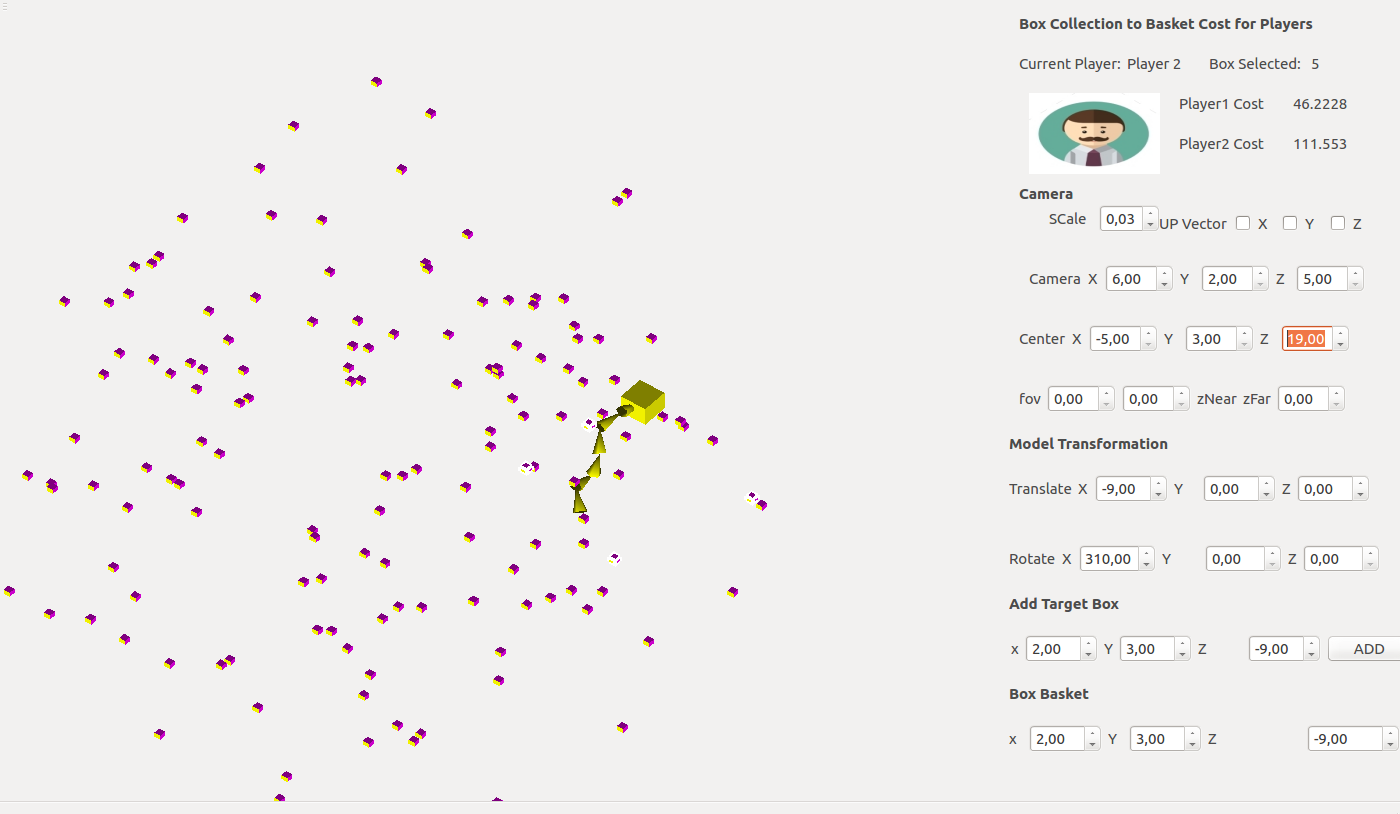 Box Collection to Basket Cost for Players
Current Player: Player 2 Box Selected: 5
Player1 Cost 46.2228
Player2 Cost 111.553
Camera
SCale 0,03 UP Vector X Y Z
Camera X 6,00 Y 2,00 Z 5,00
Center X -5,00 Y 3,00 Z 19,00
fov 0,00 0,00 zNear zFar 0,00
Model Transformation
Translate X -9,00 Y 0,00 Z 0,00
Rotate X 310,00 Y 0,00 Z 0,00
Add Target Box
x 2,00 Y 3,00 Z -9,00 ADD
Box Basket
x 2,00 Y 3,00 Z -9,00